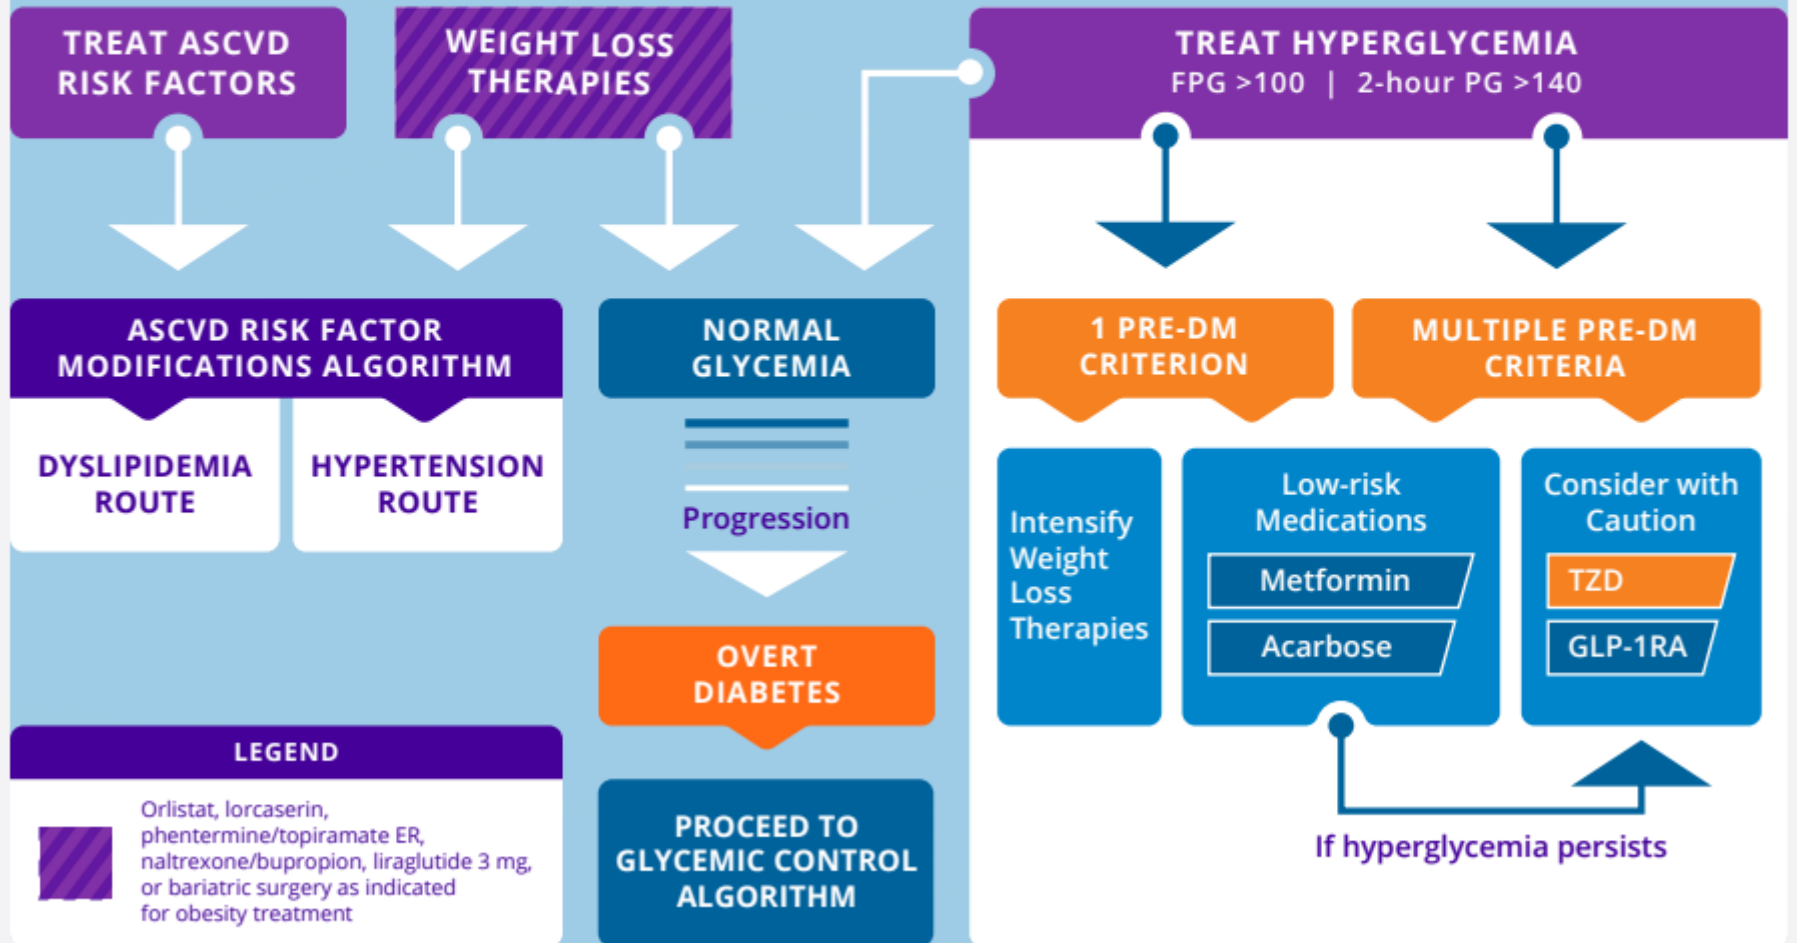 TREAT ASCVD
RISK FACTORS
WEIGHT LOSS
THERAPIES
TREAT HYPERGLYCEMIA
FPG >100 | 2-hour PG >140
ASCVD RISK FACTOR
MODIFICATIONS ALGORITHM
DYSLIPIDEMIA
ROUTE
HYPERTENSION
ROUTE
NORMAL
GLYCEMIA
Progression
OVERT
DIABETES
PROCEED TO
GLYCEMIC CONTROL
ALGORITHM
1 PRE-DM
CRITERION
MULTIPLE PRE-DM
CRITERIA
Intensify
Weight
Loss
Therapies
Low-risk
Medications
Metformin
Acarbose
Consider with
Caution
TZD
GLP-1RA
If hyperglycemia persists
LEGEND
Orlistat, lorcaserin,
phentermine/topiramate ER,
naltrexone/bupropion, liraglutide 3 mg,
or bariatric surgery as indicated
for obesity treatment